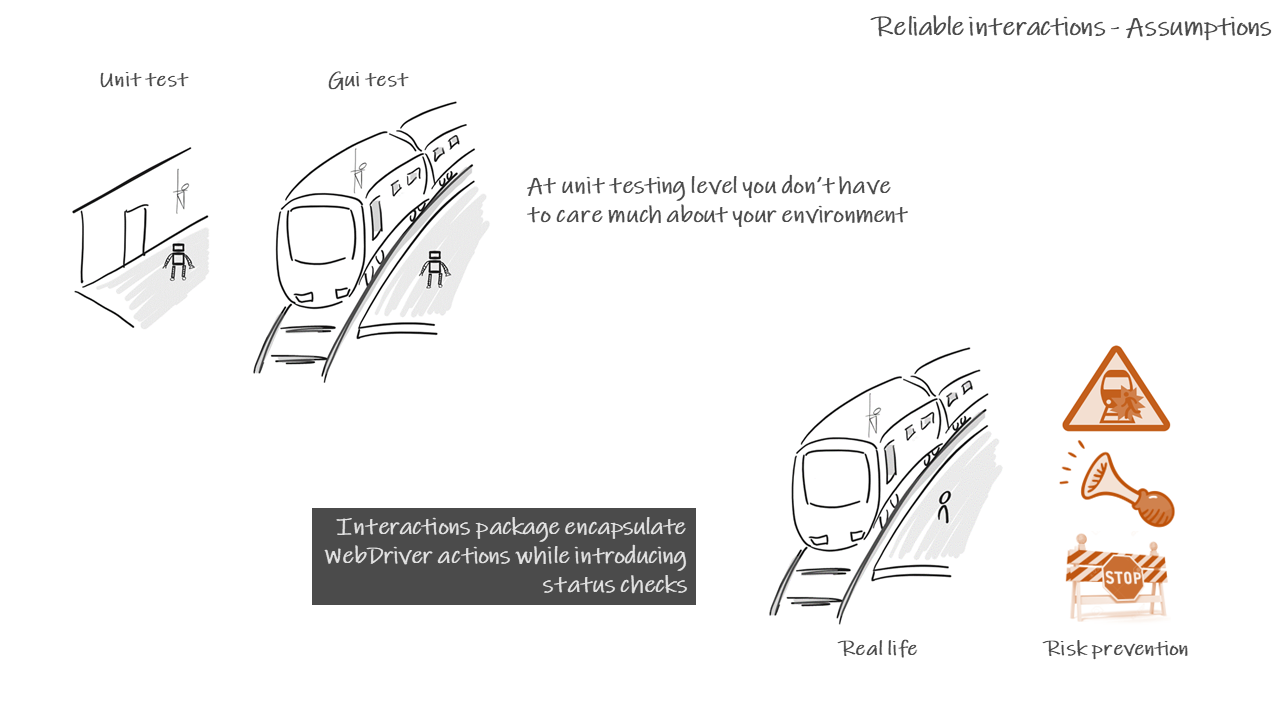 Reliable interactions - Assumptions
Unit test
Gui test
At unit testing level you don't have
to care much about your environment
Interactions package encapsulate
WebDriver actions while introducing
status checks
STOP
Real life
Risk prevention